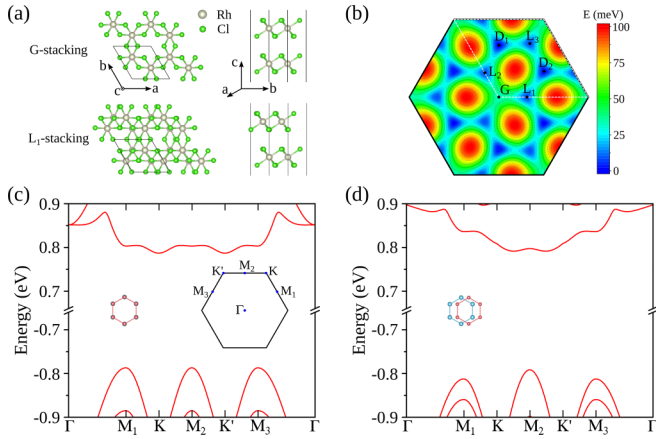 (a)
Rh
Cl
G-stacking
b
c
a
c
a
b
L₁-stacking
(b)
E (meV)
100
75
50
25
0
D₁
L₃
L₂
D₂
G
L₁
(c)
Energy (eV)
0.9
0.8
0.7
-0.7
-0.8
-0.9
K'
M₂
K
M₃
M₁
Γ
Γ
M₁
K
M₂
K'
M₃
Γ
(d)
Energy (eV)
0.9
0.8
0.7
-0.7
-0.8
-0.9
Γ
M₁
K
M₂
K'
M₃
Γ